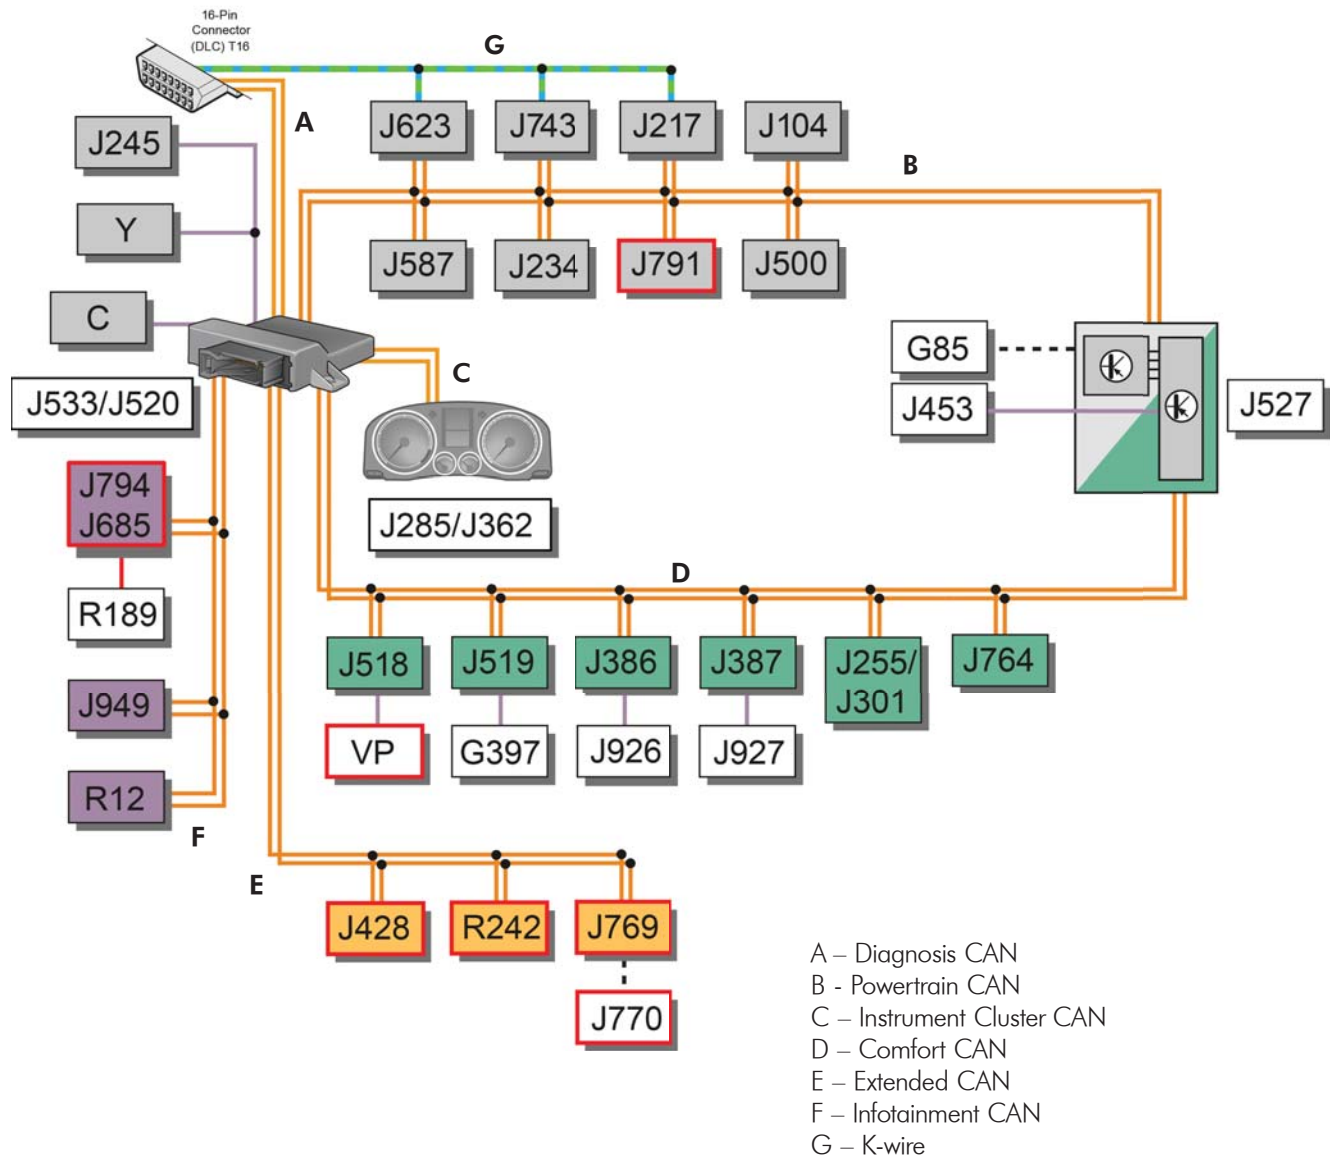 16-Pin
Connector
(DLC) T16
G
A
J623
J743
J217
J104
J245
B
Y
J587
J234
J791
J500
C
G85
C
J453
J527
J533/J520
J794
J685
J285/J362
D
R189
J518
J519
J386
J387
J255/
J301
J764
J949
VP
G397
J926
J927
R12
F
E
J428
R242
J769
J770
A – Diagnosis CAN
B - Powertrain CAN
C – Instrument Cluster CAN
D – Comfort CAN
E – Extended CAN
F – Infotainment CAN
G – K-wire